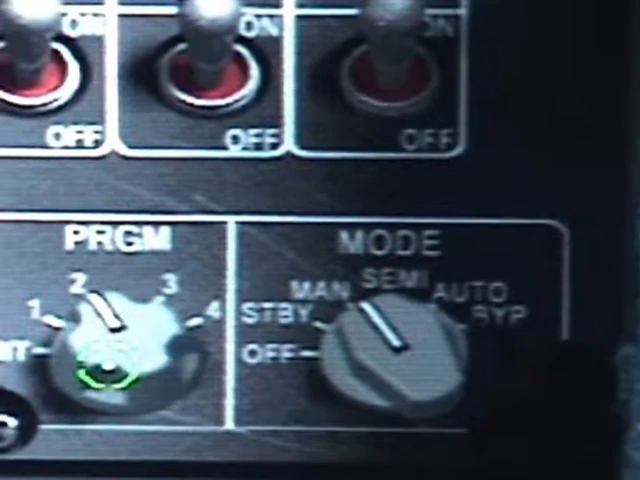 ON ON ON
OFF OFF OFF
PRGM MODE
2 3 MAN SEMI AUTO
1 4 STBY BYP
OFF